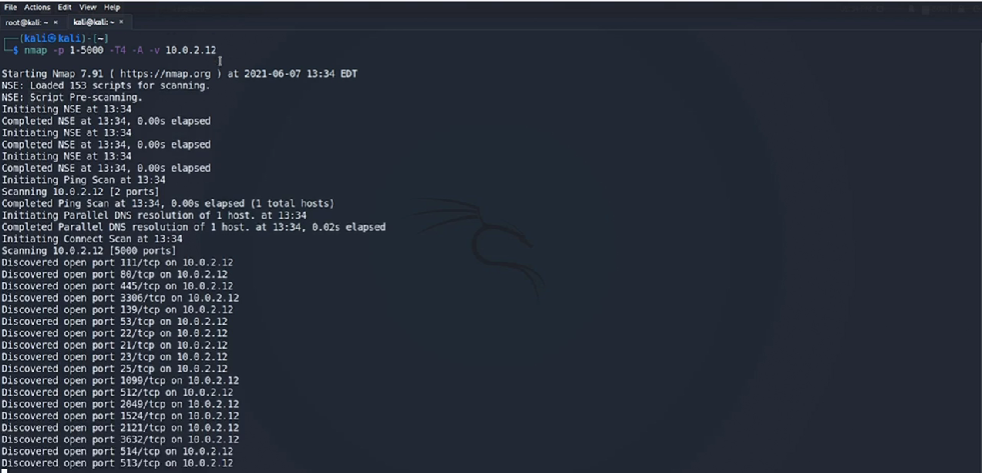 File Actions Edit View Help
root@kali: ~ × kali@kali: ~ ×
(kali㉿kali)-[~]
$ nmap -p 1-5000 -T4 -A -v 10.0.2.12
Starting Nmap 7.91 ( https://nmap.org ) at 2021-06-07 13:34 EDT
NSE: Loaded 153 scripts for scanning.
NSE: Script Pre-scanning.
Initiating NSE at 13:34
Completed NSE at 13:34, 0.00s elapsed
Initiating NSE at 13:34
Completed NSE at 13:34, 0.00s elapsed
Initiating NSE at 13:34
Completed NSE at 13:34, 0.00s elapsed
Initiating Ping Scan at 13:34
Scanning 10.0.2.12 [2 ports]
Completed Ping Scan at 13:34, 0.00s elapsed (1 total hosts)
Initiating Parallel DNS resolution of 1 host. at 13:34
Completed Parallel DNS resolution of 1 host. at 13:34, 0.02s elapsed
Initiating Connect Scan at 13:34
Scanning 10.0.2.12 [5000 ports]
Discovered open port 111/tcp on 10.0.2.12
Discovered open port 80/tcp on 10.0.2.12
Discovered open port 445/tcp on 10.0.2.12
Discovered open port 3306/tcp on 10.0.2.12
Discovered open port 139/tcp on 10.0.2.12
Discovered open port 53/tcp on 10.0.2.12
Discovered open port 22/tcp on 10.0.2.12
Discovered open port 21/tcp on 10.0.2.12
Discovered open port 23/tcp on 10.0.2.12
Discovered open port 25/tcp on 10.0.2.12
Discovered open port 1099/tcp on 10.0.2.12
Discovered open port 512/tcp on 10.0.2.12
Discovered open port 2049/tcp on 10.0.2.12
Discovered open port 1524/tcp on 10.0.2.12
Discovered open port 2121/tcp on 10.0.2.12
Discovered open port 3632/tcp on 10.0.2.12
Discovered open port 514/tcp on 10.0.2.12
Discovered open port 513/tcp on 10.0.2.12